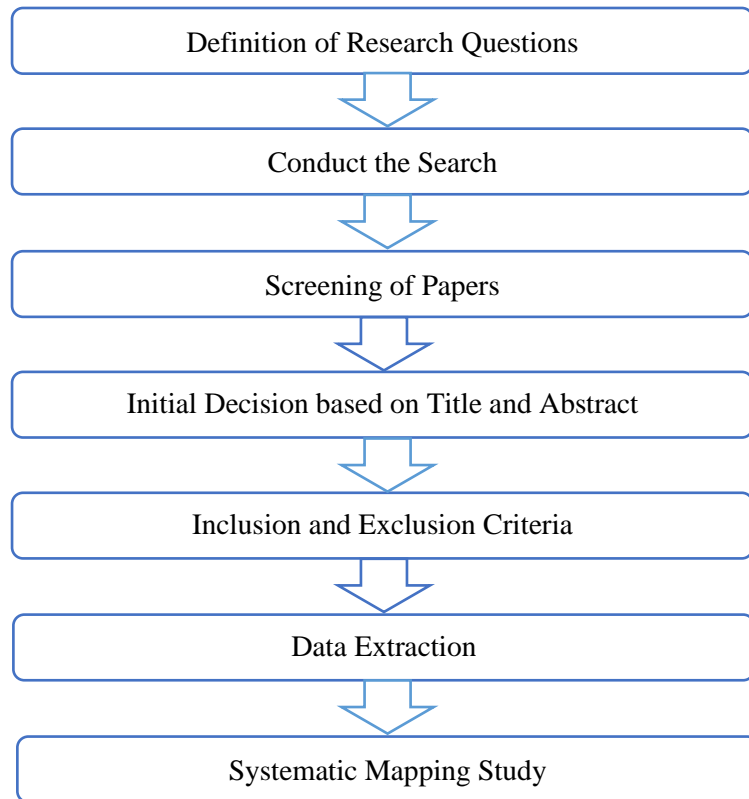 Definition of Research Questions
Conduct the Search
Screening of Papers
Initial Decision based on Title and Abstract
Inclusion and Exclusion Criteria
Data Extraction
Systematic Mapping Study